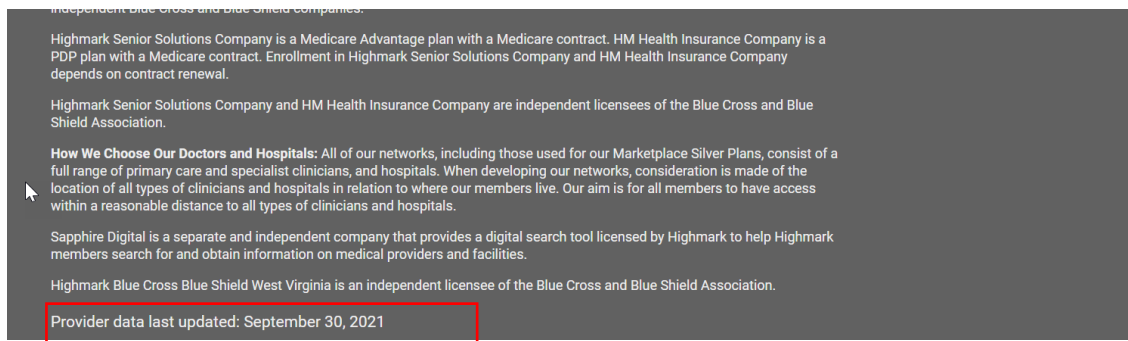 independent Blue Cross and Blue Shield companies.
Highmark Senior Solutions Company is a Medicare Advantage plan with a Medicare contract. HM Health Insurance Company is a
PDP plan with a Medicare contract. Enrollment in Highmark Senior Solutions Company and HM Health Insurance Company
depends on contract renewal.
Highmark Senior Solutions Company and HM Health Insurance Company are independent licensees of the Blue Cross and Blue
Shield Association.
How We Choose Our Doctors and Hospitals: All of our networks, including those used for our Marketplace Silver Plans, consist of a
full range of primary care and specialist clinicians, and hospitals. When developing our networks, consideration is made of the
location of all types of clinicians and hospitals in relation to where our members live. Our aim is for all members to have access
within a reasonable distance to all types of clinicians and hospitals.
Sapphire Digital is a separate and independent company that provides a digital search tool licensed by Highmark to help Highmark
members search for and obtain information on medical providers and facilities.
Highmark Blue Cross Blue Shield West Virginia is an independent licensee of the Blue Cross and Blue Shield Association.
Provider data last updated: September 30, 2021